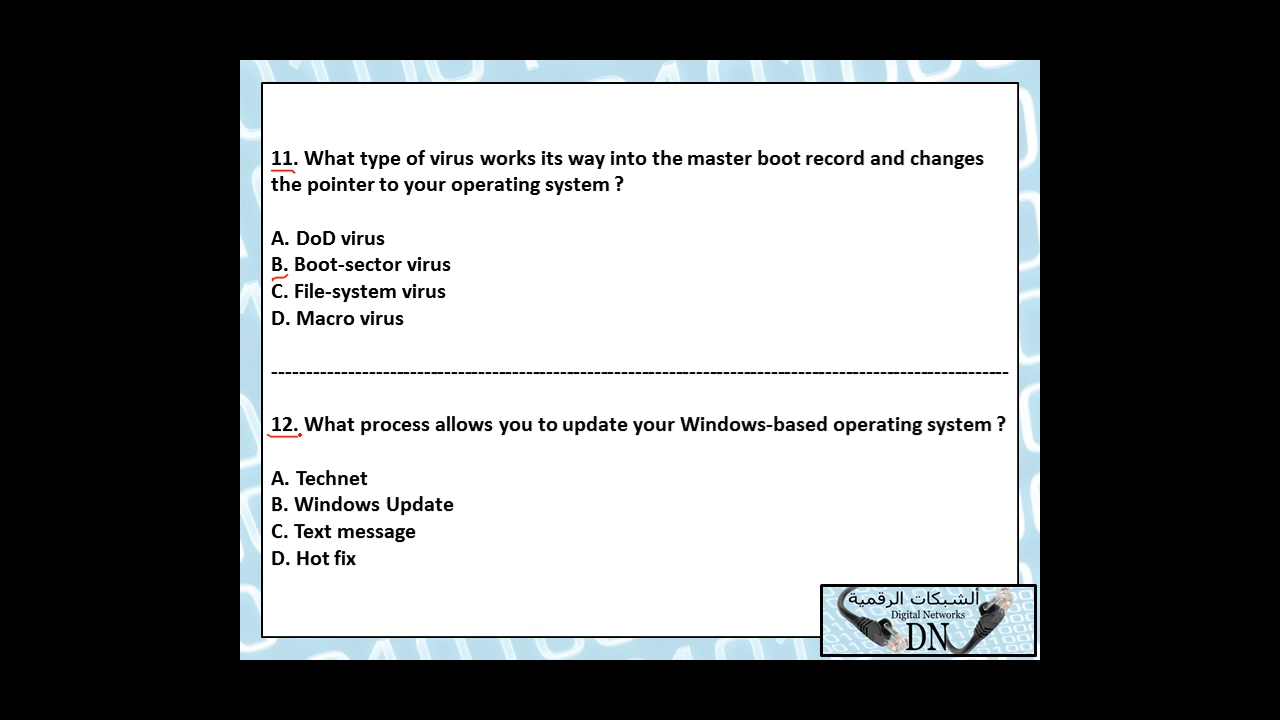 11. What type of virus works its way into the master boot record and changes
the pointer to your operating system ?
A. DoD virus
B. Boot-sector virus
C. File-system virus
D. Macro virus
12. What process allows you to update your Windows-based operating system ?
A. Technet
B. Windows Update
C. Text message
D. Hot fix
ألشبكات الرقمية
Digital Networks
DN